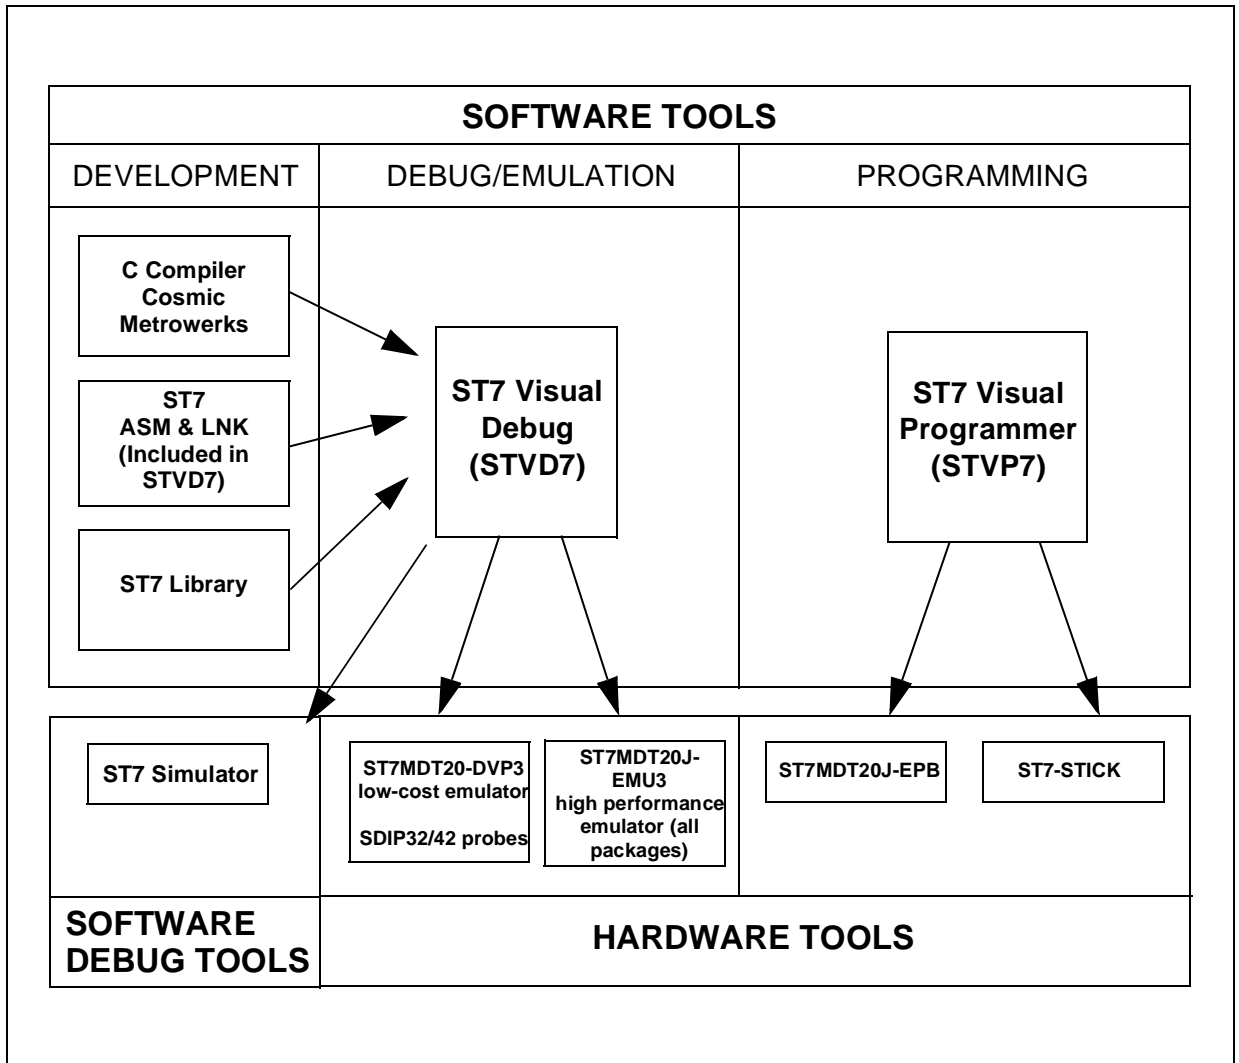 SOFTWARE TOOLS
DEVELOPMENT
DEBUG/EMULATION
PROGRAMMING
C Compiler
Cosmic
Metrowerks
ST7
ASM & LNK
(Included in
STVD7)
ST7 Library
ST7 Visual
Debug
(STVD7)
ST7 Visual
Programmer
(STVP7)
ST7 Simulator
ST7MDT20-DVP3
low-cost emulator
SDIP32/42 probes
ST7MDT20J-
EMU3
high performance
emulator (all
packages)
ST7MDT20J-EPB
ST7-STICK
SOFTWARE
DEBUG TOOLS
HARDWARE TOOLS